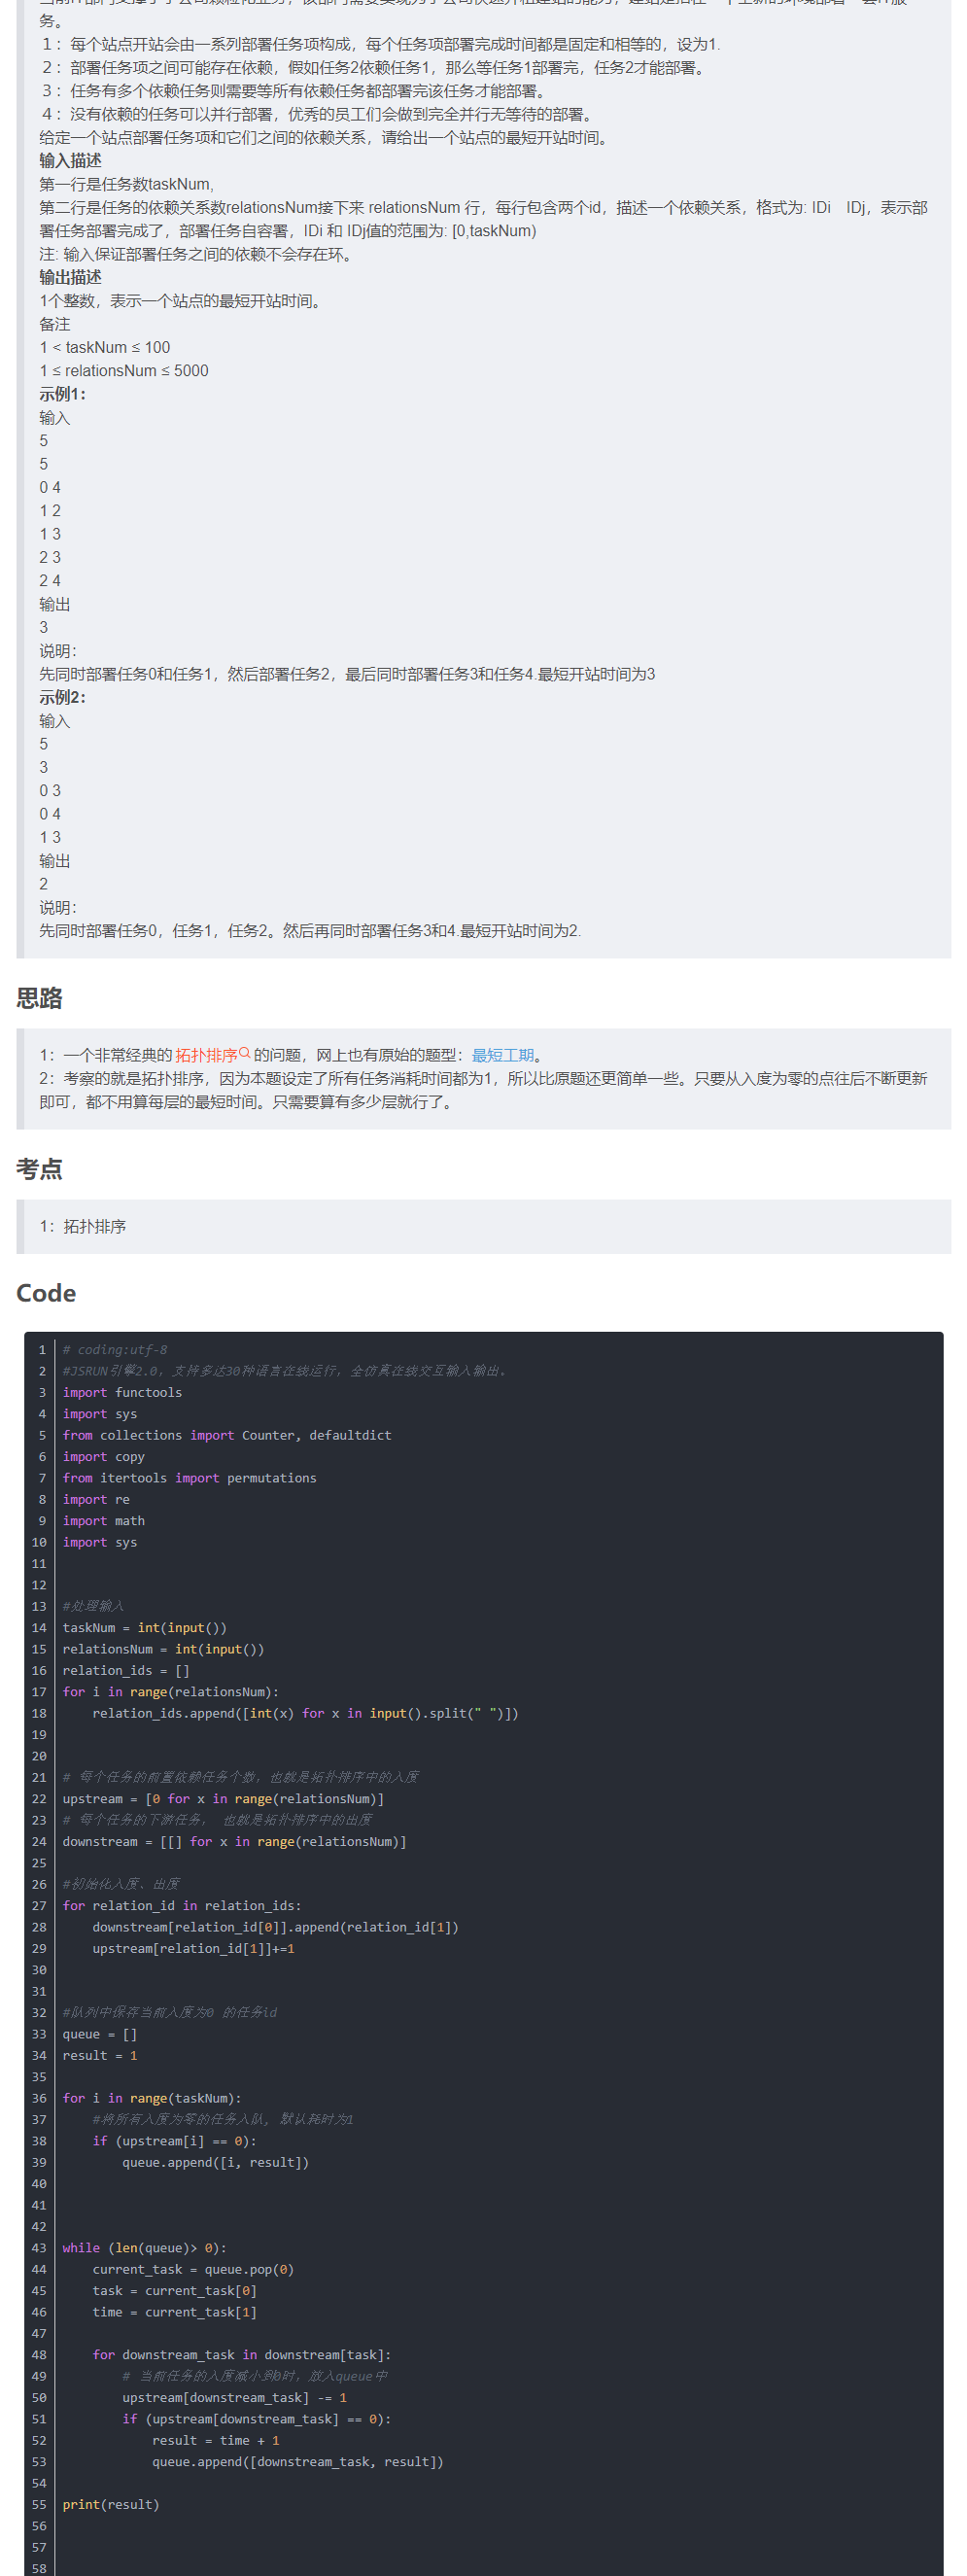 务。
1：每个站点开站会由一系列部署任务项构成，每个任务项部署完成时间都是固定和相等的，设为1.
2：部署任务项之间可能存在依赖，假如任务2依赖任务1，那么等任务1部署完，任务2才能部署。
3：任务有多个依赖任务则需要等所有依赖任务都部署完该任务才能部署。
4：没有依赖的任务可以并行部署，优秀的员工们会做到完全并行无等待的部署。
给定一个站点部署任务项和它们之间的依赖关系，请给出一个站点的最短开站时间。
输入描述
第一行是任务数taskNum,
第二行是任务的依赖关系数relationsNum接下来 relationsNum 行，每行包含两个id，描述一个依赖关系，格式为: IDi IDj，表示部
署任务部署完成了，部署任务自容署，IDi 和 IDj值的范围为: [0,taskNum)
注: 输入保证部署任务之间的依赖不会存在环。
输出描述
1个整数，表示一个站点的最短开站时间。
备注
1 < taskNum ≤ 100
1 ≤ relationsNum ≤ 5000
示例1：
输入
5
5
0 4
1 2
1 3
2 3
2 4
输出
3
说明：
先同时部署任务0和任务1，然后部署任务2，最后同时部署任务3和任务4.最短开站时间为3
示例2：
输入
5
3
0 3
0 4
1 3
输出
2
说明：
先同时部署任务0，任务1，任务2。然后再同时部署任务3和4.最短开站时间为2.
思路
1：一个非常经典的 拓扑排序 的问题，网上也有原始的题型：最短工期。
2：考察的就是拓扑排序，因为本题设定了所有任务消耗时间都为1，所以比原题还更简单一些。只要从入度为零的点往后不断更新
即可，都不用算每层的最短时间。只需要算有多少层就行了。
考点
1：拓扑排序
Code
1 # coding:utf-8
2 #JSRUN引擎2.0，支持多达30种语言在线运行，全仿真在线交互输入输出。
3 import functools
4 import sys
5 from collections import Counter, defaultdict
6 import copy
7 from itertools import permutations
8 import re
9 import math
10 import sys
11
12
13 #处理输入
14 taskNum = int(input())
15 relationsNum = int(input())
16 relation_ids = []
17 for i in range(relationsNum):
18     relation_ids.append([int(x) for x in input().split(" ")])
19
20
21 # 每个任务的前置依赖任务个数，也就是拓扑排序中的入度
22 upstream = [0 for x in range(relationsNum)]
23 # 每个任务的下游任务， 也就是拓扑排序中的出度
24 downstream = [[] for x in range(relationsNum)]
25
26 #初始化入度、出度
27 for relation_id in relation_ids:
28     downstream[relation_id[0]].append(relation_id[1])
29     upstream[relation_id[1]]+=1
30
31
32 #队列中保存当前入度为0 的任务id
33 queue = []
34 result = 1
35
36 for i in range(taskNum):
37     #将所有入度为零的任务入队, 默认耗时为1
38     if (upstream[i] == 0):
39         queue.append([i, result])
40
41
42
43 while (len(queue)> 0):
44     current_task = queue.pop(0)
45     task = current_task[0]
46     time = current_task[1]
47
48     for downstream_task in downstream[task]:
49         # 当前任务的入度减小到0时，放入queue中
50         upstream[downstream_task] -= 1
51         if (upstream[downstream_task] == 0):
52             result = time + 1
53             queue.append([downstream_task, result])
54
55 print(result)
56
57
58